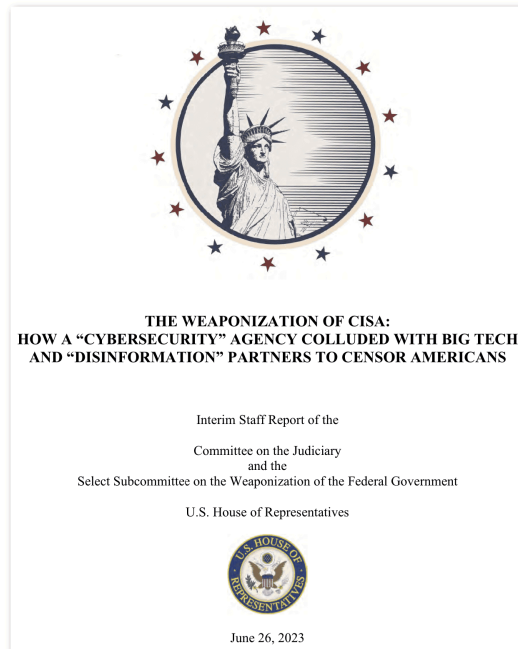 THE WEAPONIZATION OF CISA:
HOW A “CYBERSECURITY” AGENCY COLLUDED WITH BIG TECH
AND “DISINFORMATION” PARTNERS TO CENSOR AMERICANS
Interim Staff Report of the
Committee on the Judiciary
and the
Select Subcommittee on the Weaponization of the Federal Government
U.S. House of Representatives
U.S. HOUSE OF
REPRESENTATIVES
June 26, 2023